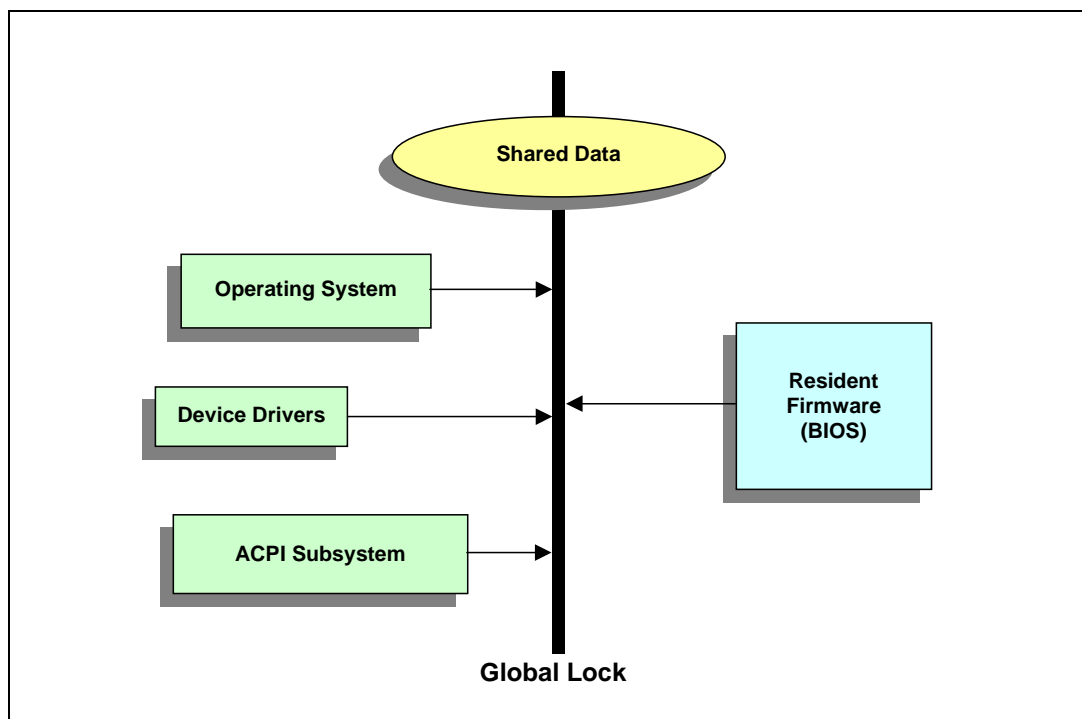 Shared Data
Operating System
Device Drivers
Resident
Firmware
(BIOS)
ACPI Subsystem
Global Lock